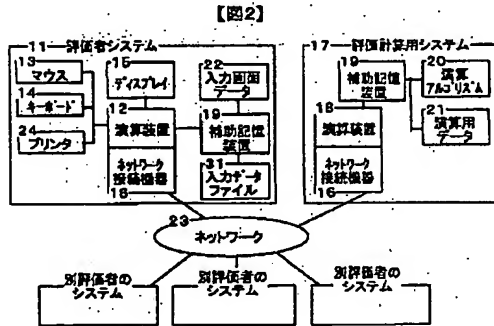 【図2】
11 評価者システム
13 マウス
14 キーボード
24 プリンタ
15 ディスプレイ
12 演算装置
ネットワーク
接続機器
16
22 入力画面
データ
19 補助記憶
装置
31 入力データ
ファイル
17 評価計算用システム
19 補助記憶
装置
18 演算装置
ネットワーク
接続機器
16
20 演算
アルゴリズム
21 演算用
データ
23
ネットワーク
別評価者の
システム
別評価者の
システム
別評価者の
システム